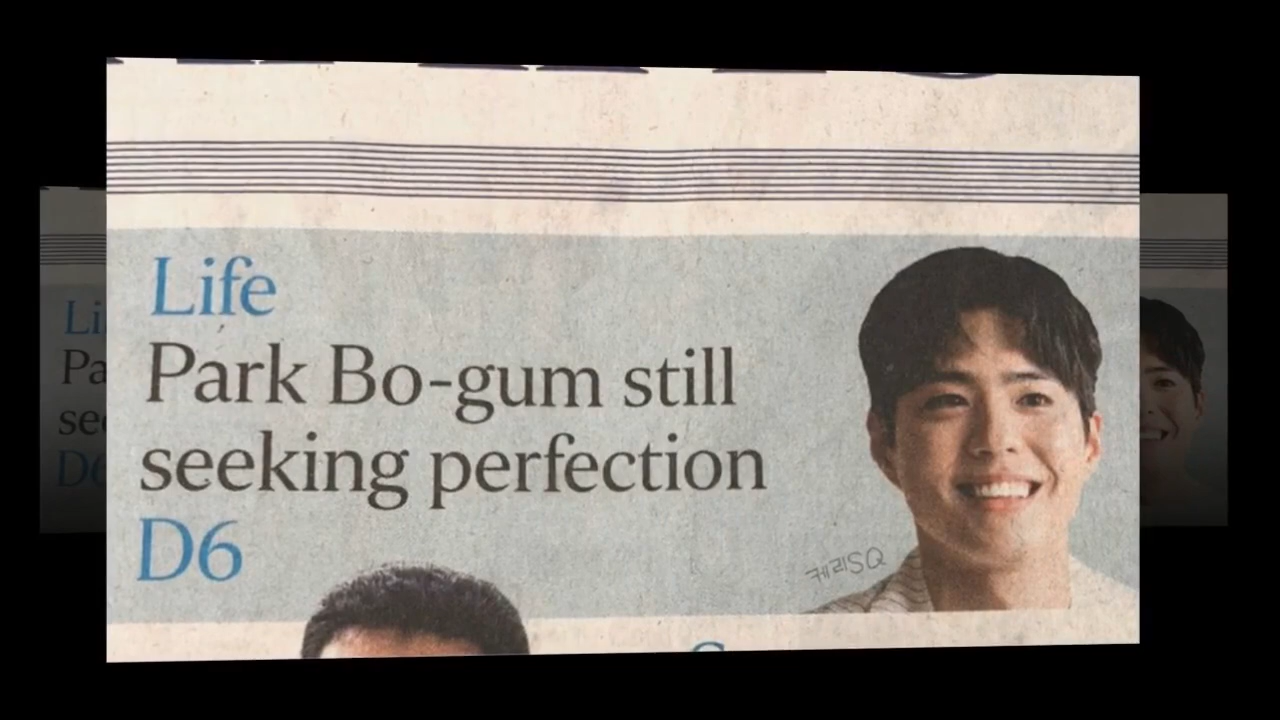 Life
Park Bo-gum still
seeking perfection
D6
케리SQ